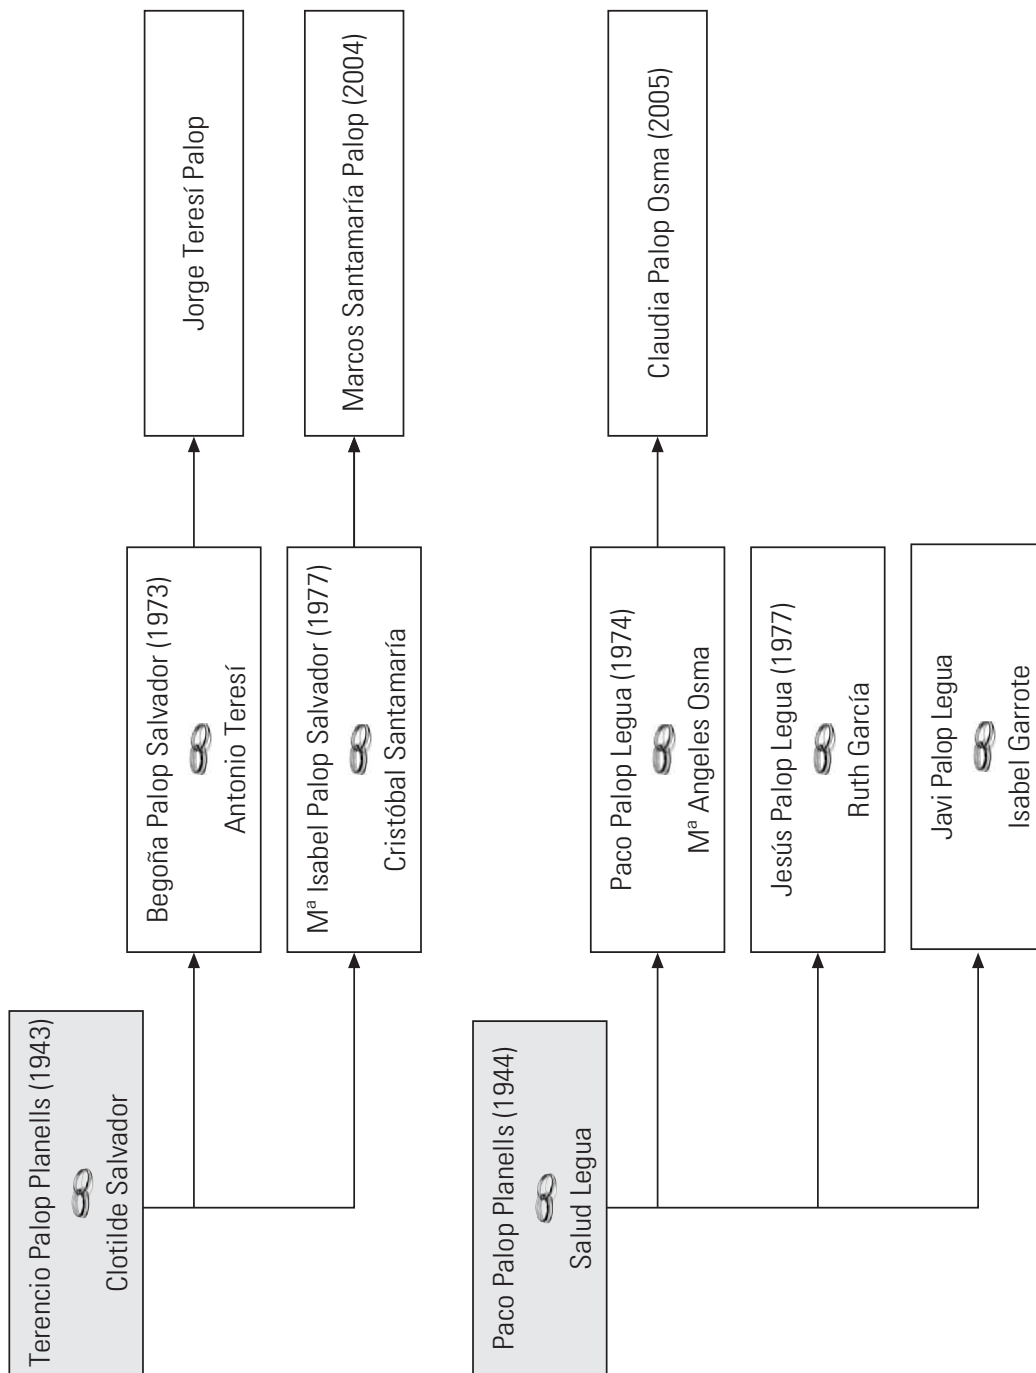 Terencio Palop Planells (1943)
Clotilde Salvador
Begoña Palop Salvador (1973)
Antonio Teresí
Jorge Teresí Palop
Mª Isabel Palop Salvador (1977)
Cristóbal Santamaría
Marcos Santamaría Palop (2004)
Paco Palop Planells (1944)
Salud Legua
Paco Palop Legua (1974)
Mª Angeles Osma
Claudia Palop Osma (2005)
Jesús Palop Legua (1977)
Ruth García
Javi Palop Legua
Isabel Garrote